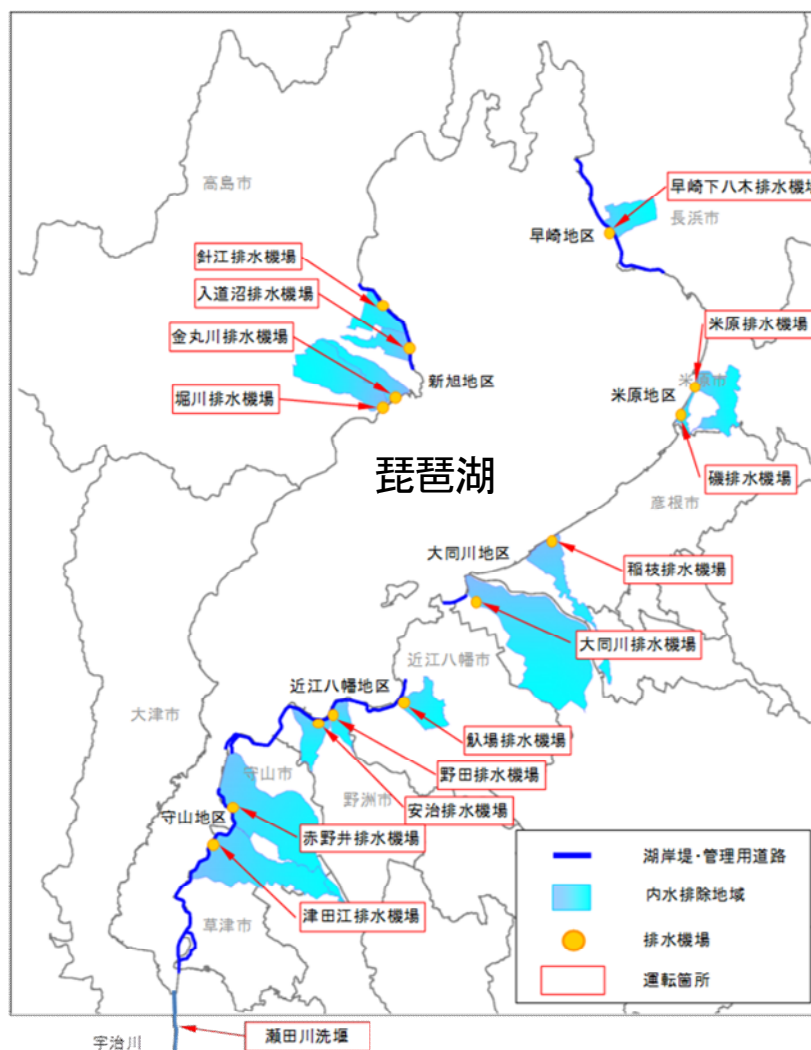 高島市
早崎下八木排水機場
長浜市
早崎地区
針江排水機場
入道沼排水機場
金丸川排水機場
新旭地区
堀川排水機場
米原排水機場
米原市
米原地区
琵琶湖
磯排水機場
彦根市
大同川地区
稲枝排水機場
大同川排水機場
近江八幡市
近江八幡地区
大津市
野田排水機場
守山市
野洲市
安治排水機場
守山地区
赤野井排水機場
津田江排水機場
草津市
湖岸堤・管理用道路
内水排除地域
排水機場
運転箇所
瀬田川洗堰
宇治川